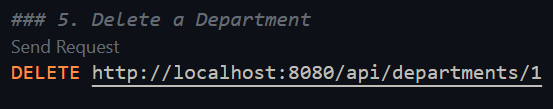 ### 5. Delete a Department
Send Request
DELETE http://localhost:8080/api/departments/1